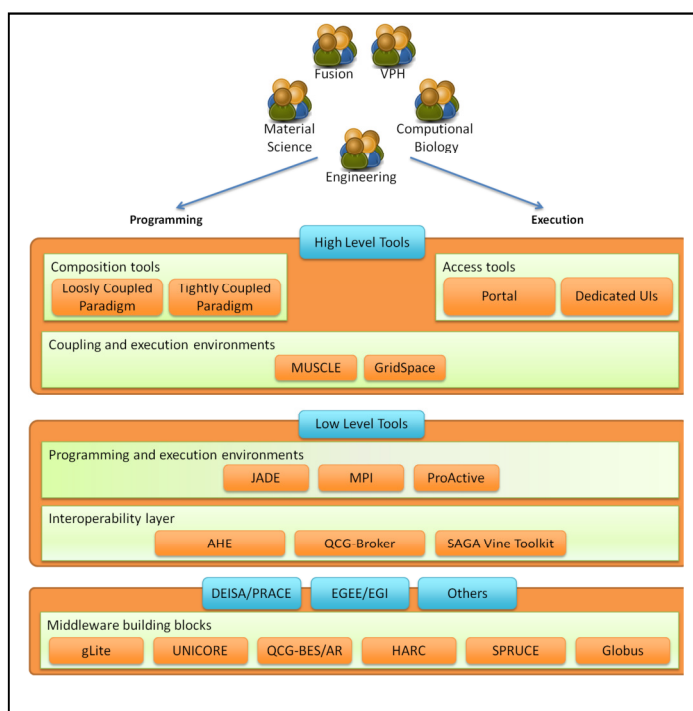 Fusion VPH
Material
Science
Computional
Biology
Engineering
Programming
Execution
High Level Tools
Composition tools
Loosly Coupled
Paradigm
Tightly Coupled
Paradigm
Access tools
Portal
Dedicated UIs
Coupling and execution environments
MUSCLE
GridSpace
Low Level Tools
Programming and execution environments
JADE
MPI
ProActive
Interoperability layer
AHE
QCG-Broker
SAGA Vine Toolkit
DEISA/PRACE
EGEE/EGI
Others
Middleware building blocks
gLite
UNICORE
QCG-BES/AR
HARC
SPRUCE
Globus